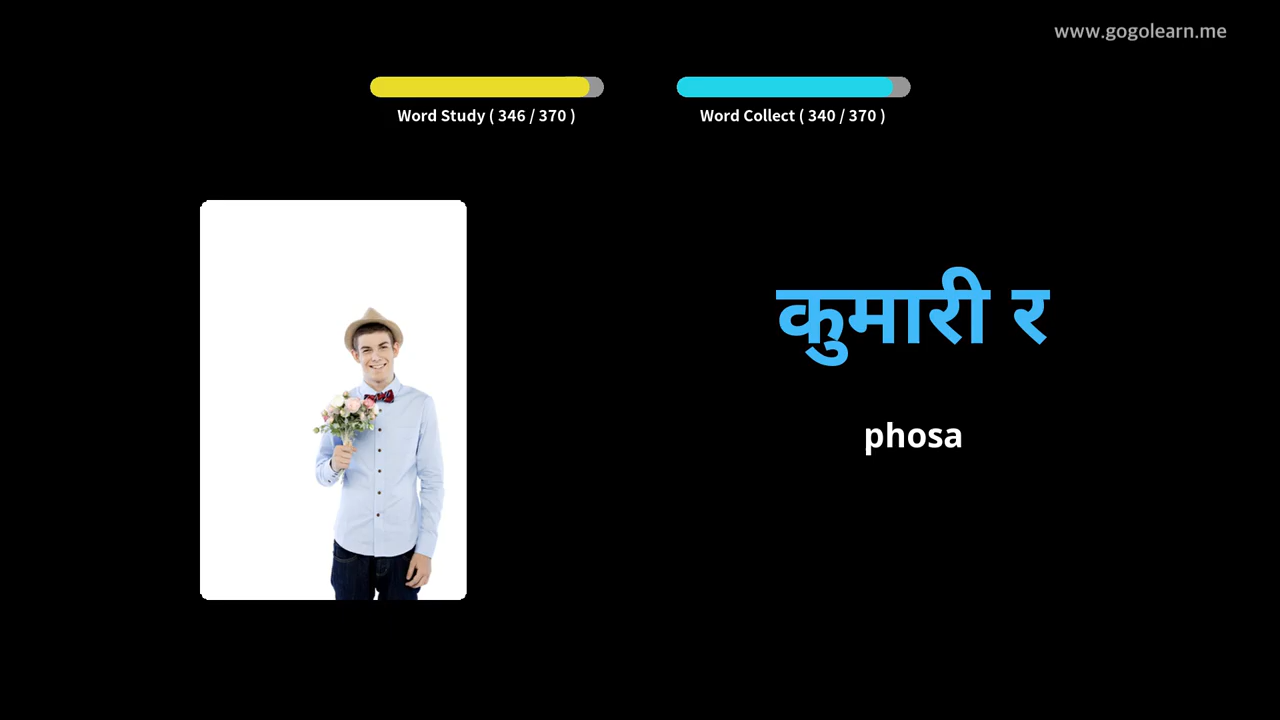 www.gogolearn.me
Word Study ( 346 / 370 )
Word Collect ( 340 / 370 )
कुमारी र
phosa